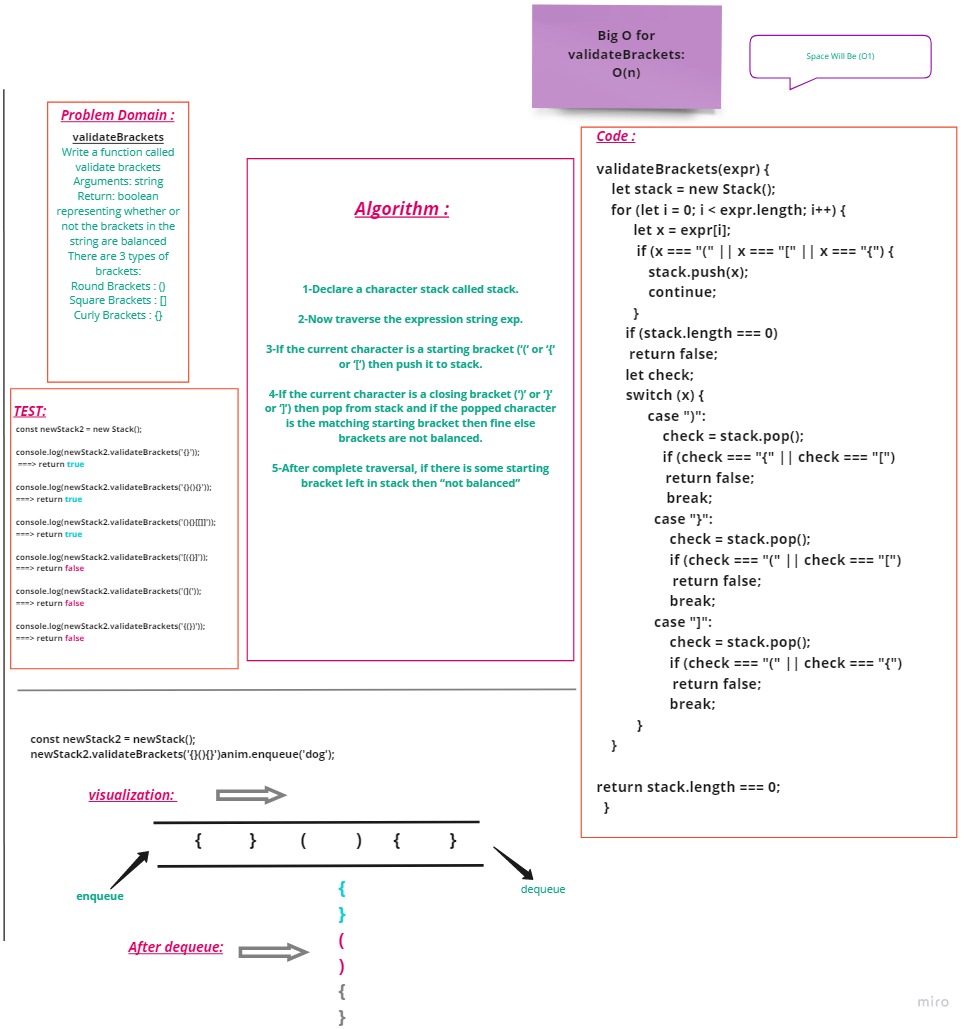 Big O for
validateBrackets:
O(n)
Space Will Be (O1)
Problem Domain :
validateBrackets
Write a function called
validate brackets
Arguments: string
Return: boolean
representing whether or
not the brackets in the
string are balanced
There are 3 types of
brackets:
Round Brackets : ()
Square Brackets : []
Curly Brackets : {}
TEST:
const newStack2 = new Stack();
console.log(newStack2.validateBrackets('{}'));
===> return true
console.log(newStack2.validateBrackets('{}(){}'));
===> return true
console.log(newStack2.validateBrackets('(){}[[]]'));
===> return true
console.log(newStack2.validateBrackets('[({}]'));
===> return false
console.log(newStack2.validateBrackets('(]('));
===> return false
console.log(newStack2.validateBrackets('{(})'));
===> return false
Algorithm :
1-Declare a character stack called stack.
2-Now traverse the expression string exp.
3-If the current character is a starting bracket (‘(‘ or ‘{‘
or ‘[‘) then push it to stack.
4-If the current character is a closing bracket (‘)’ or ‘}’
or ‘]’) then pop from stack and if the popped character
is the matching starting bracket then fine else
brackets are not balanced.
5-After complete traversal, if there is some starting
bracket left in stack then “not balanced”
Code :
validateBrackets(expr) {
let stack = new Stack();
for (let i = 0; i < expr.length; i++) {
let x = expr[i];
if (x === "(" || x === "[" || x === "{") {
stack.push(x);
continue;
}
if (stack.length === 0)
return false;
let check;
switch (x) {
case ")":
check = stack.pop();
if (check === "{" || check === "[")
return false;
break;
case "}":
check = stack.pop();
if (check === "(" || check === "[")
return false;
break;
case "]":
check = stack.pop();
if (check === "(" || check === "{")
return false;
break;
}
}
return stack.length === 0;
}
const newStack2 = newStack();
newStack2.validateBrackets('{}(){}')anim.enqueue('dog');
visualization:
{ } ( ) { }
enqueue
dequeue
After dequeue:
{
}
(
)
{
}
miro